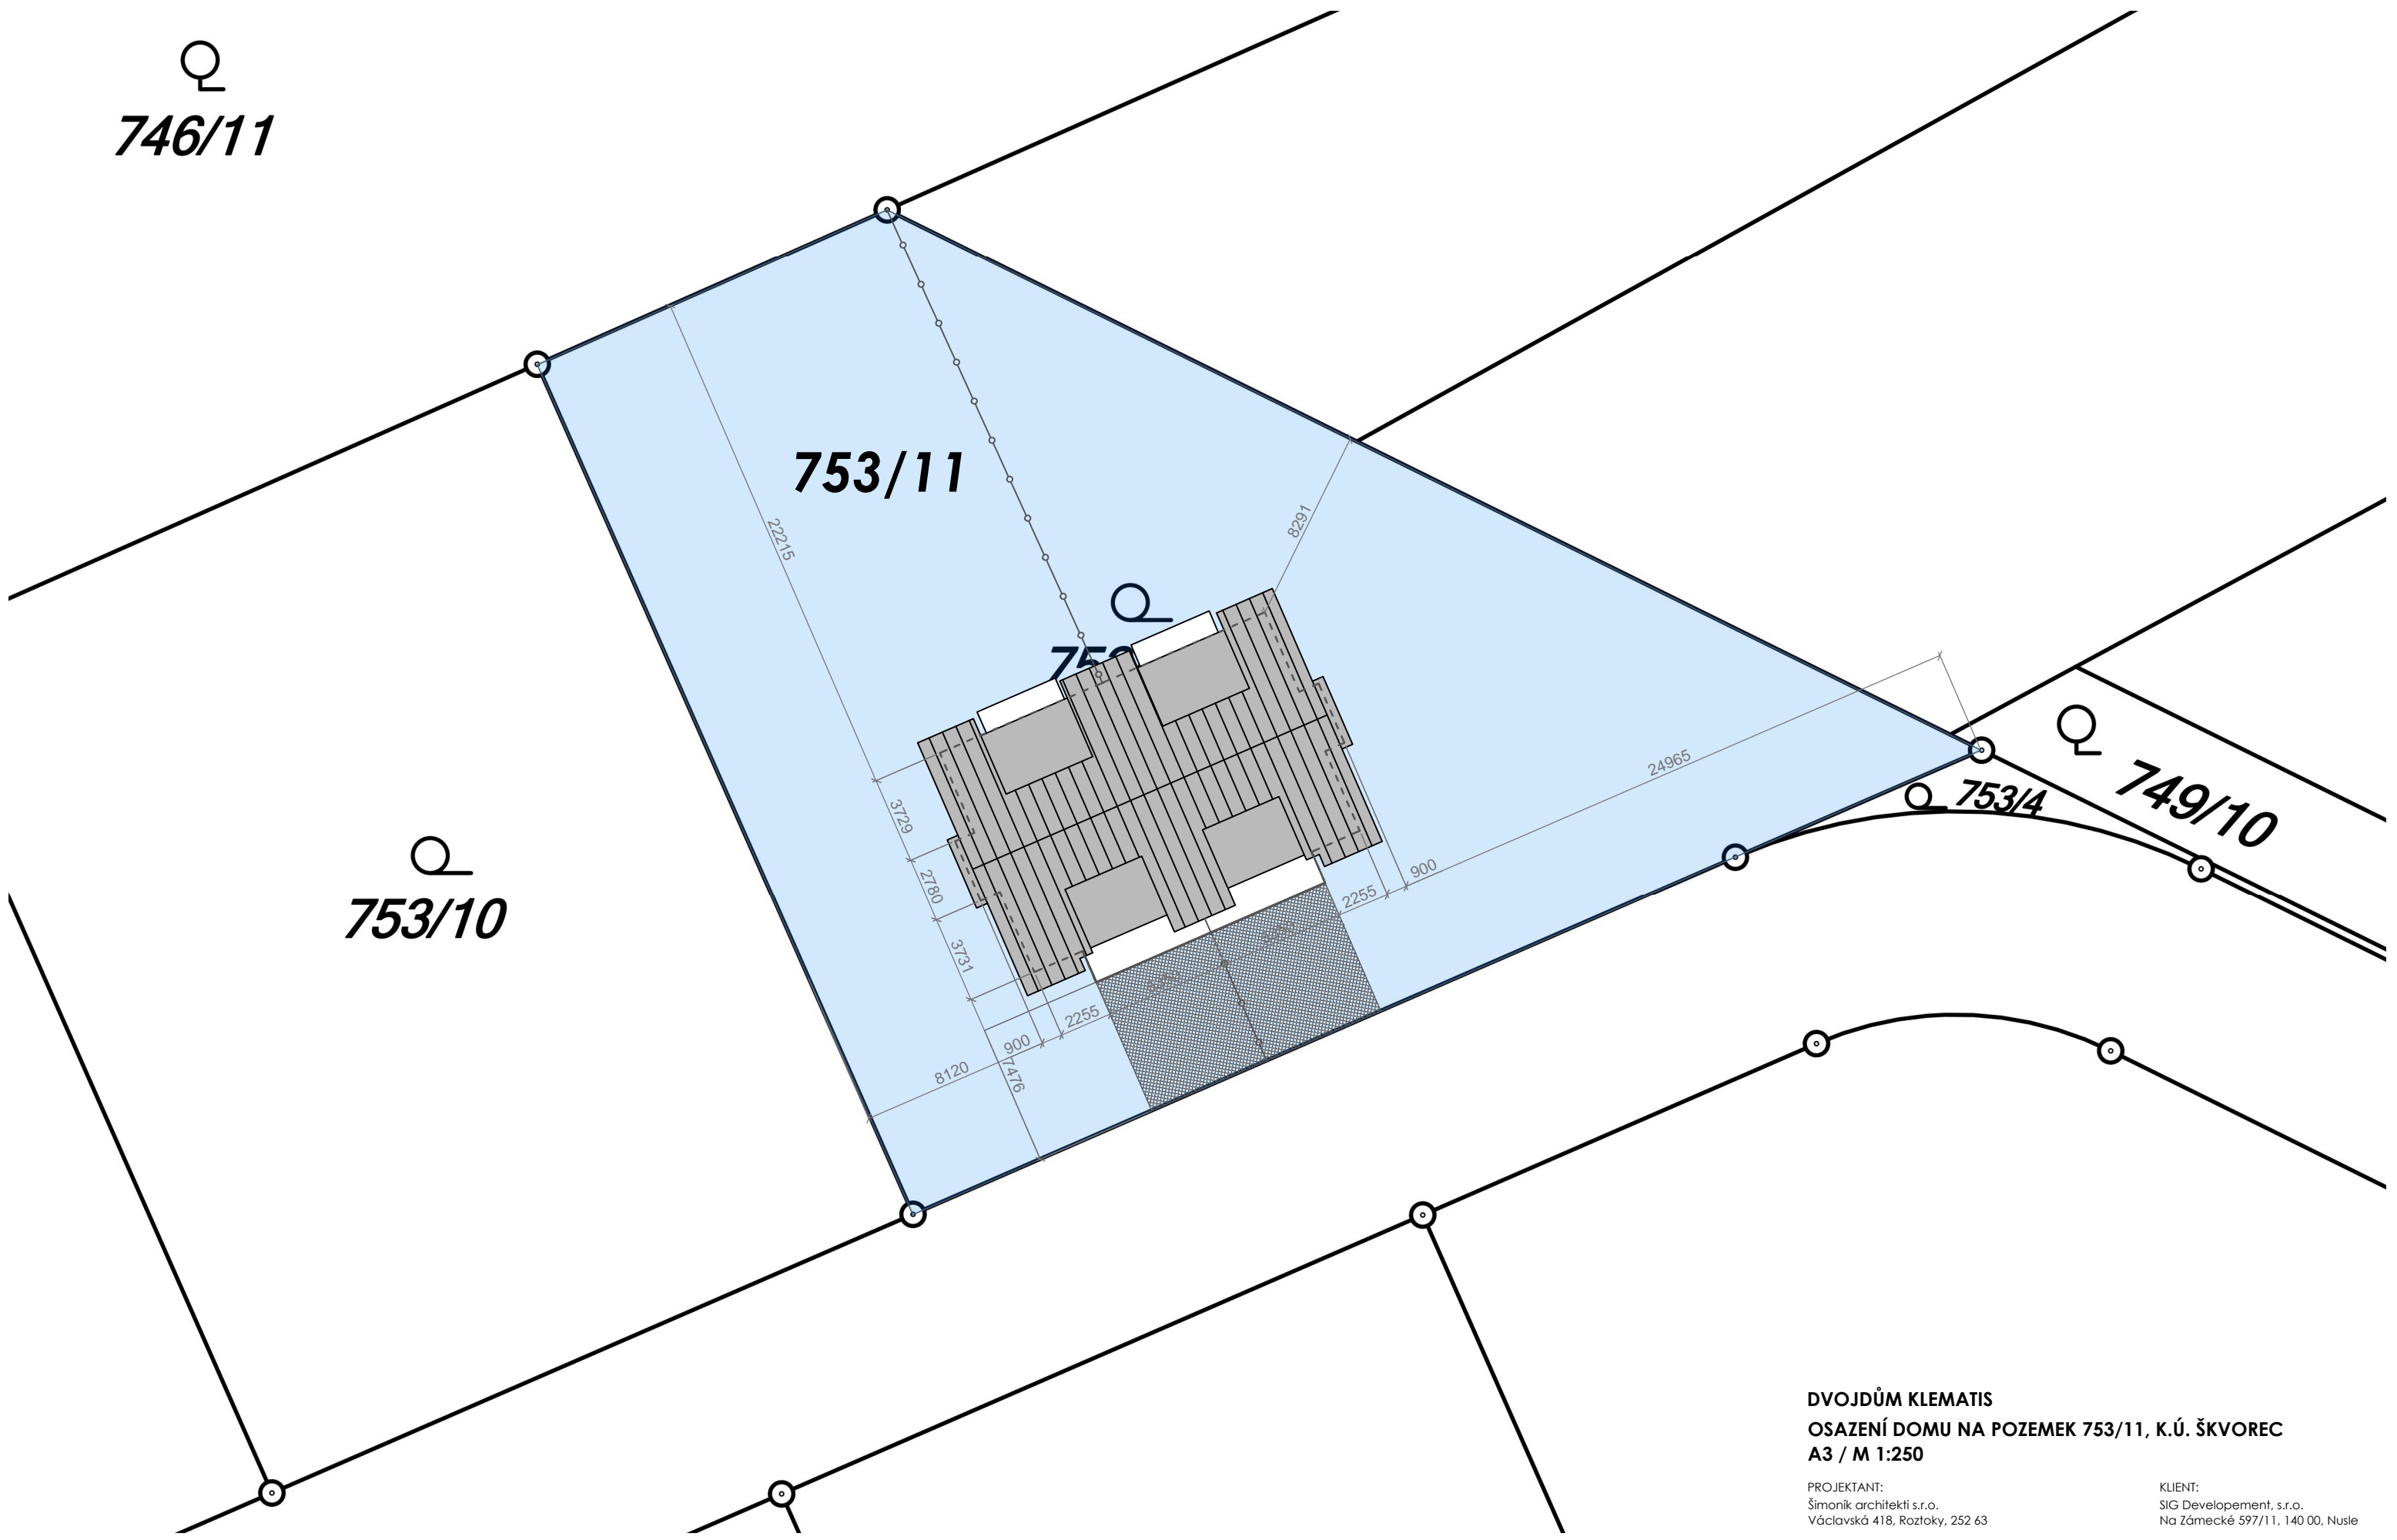 746/11
753/11
22215
8291
753/10
3729
2780
3731
24965
753/4
749/10
900
2255
2255
900
8120
7476
DVOJDŮM KLEMATIS
OSAZENÍ DOMU NA POZEMEK 753/11, K.Ú. ŠKVOREC
A3 / M 1:250
PROJEKTANT:
Šimoník architekti s.r.o.
Václavská 418, Roztoky, 252 63
KLIENT:
SIG Developement, s.r.o.
Na Zámecké 597/11, 140 00, Nusle